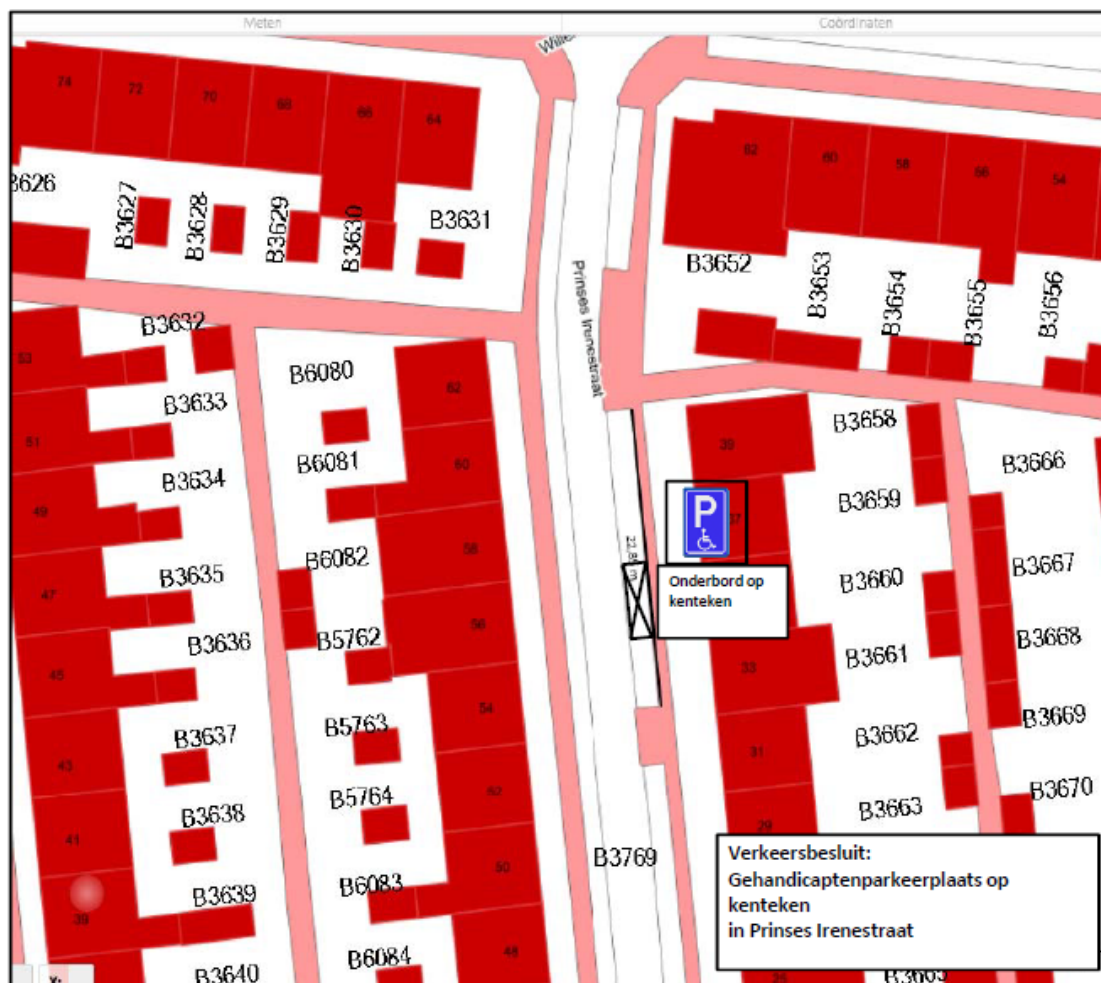 Meten
Coördinaten
74
72
70
68
66
64
62
60
58
56
54
B3627
B3628
B3629
B3630
B3631
B3652
B3653
B3654
B3655
B3656
Prinses Irenestraat
B3632
B3633
B3634
B3635
B3636
B3637
B3638
B3639
B3640
53
51
49
47
45
43
41
39
B6080
B6081
B6082
B5762
B5763
B5764
B6083
B6084
62
60
58
56
54
52
50
48
B3769
P
Onderbord op
kenteken
39
33
31
29
B3658
B3659
B3660
B3661
B3662
B3663
B3666
B3667
B3668
B3669
B3670
Verkeersbesluit:
Gehandicaptenparkeerplaats op
kenteken
in Prinses Irenestraat